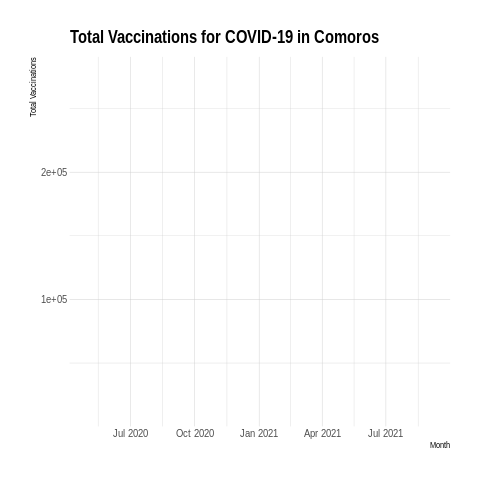 Total Vaccinations for COVID-19 in Comoros
Total Vaccinations
2e+05
1e+05
Jul 2020 Oct 2020 Jan 2021 Apr 2021 Jul 2021
Month